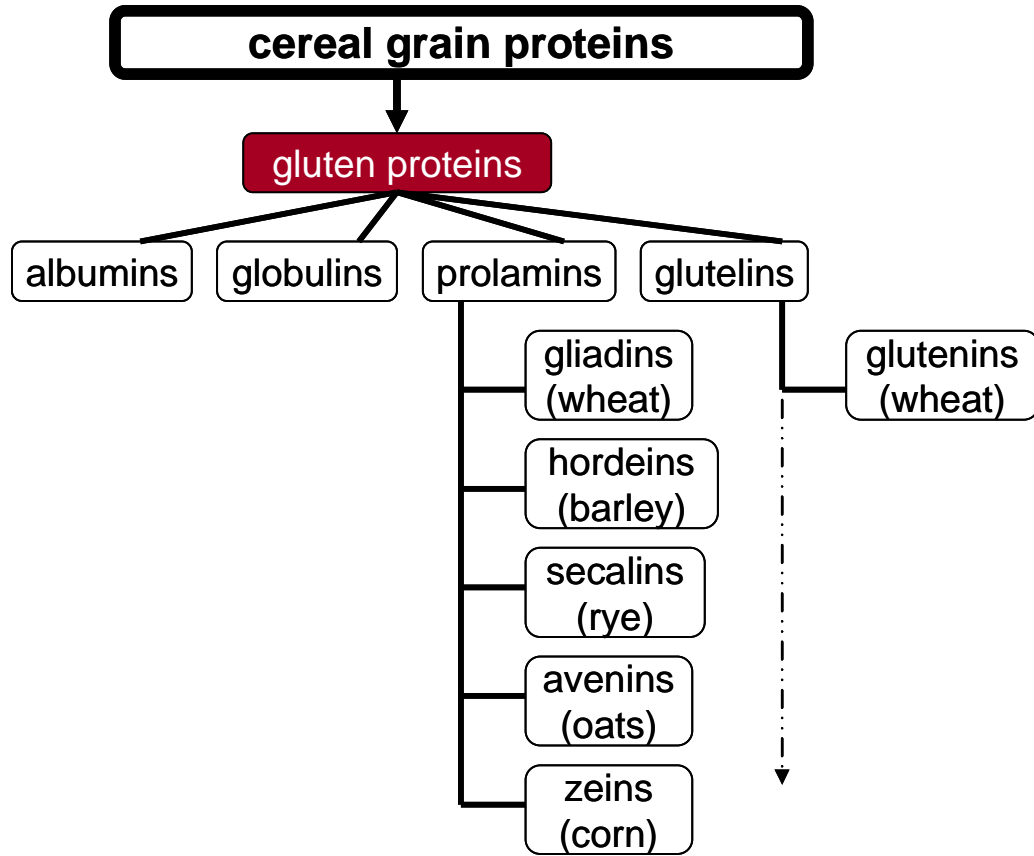 cereal grain proteins
gluten proteins
albumins
globulins
prolamins
glutelins
gliadins
(wheat)
glutenins
(wheat)
hordeins
(barley)
secalins
(rye)
avenins
(oats)
zeins
(corn)